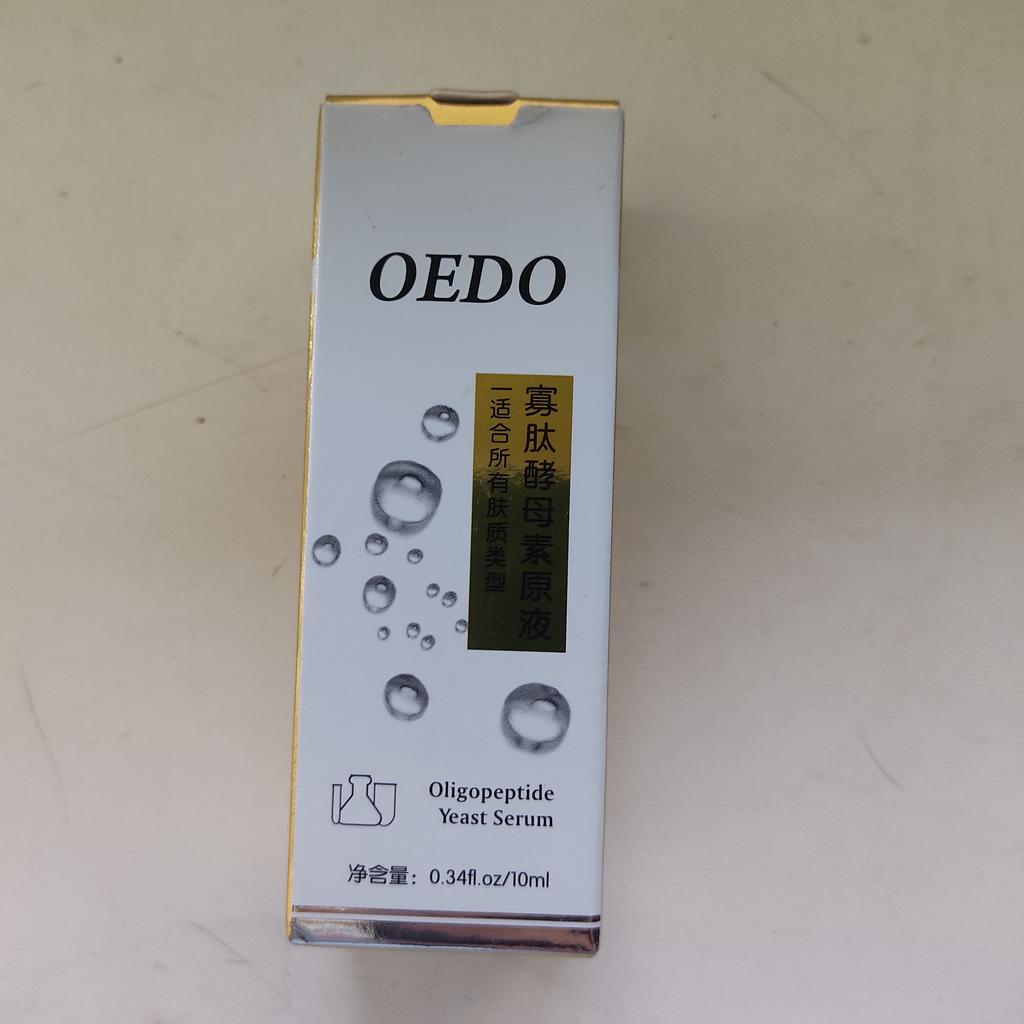 OEDO
寡肽酵母素原液
一适合所有肤质类型
Oligopeptide
Yeast Serum
净含量：0.34fl.oz/10ml